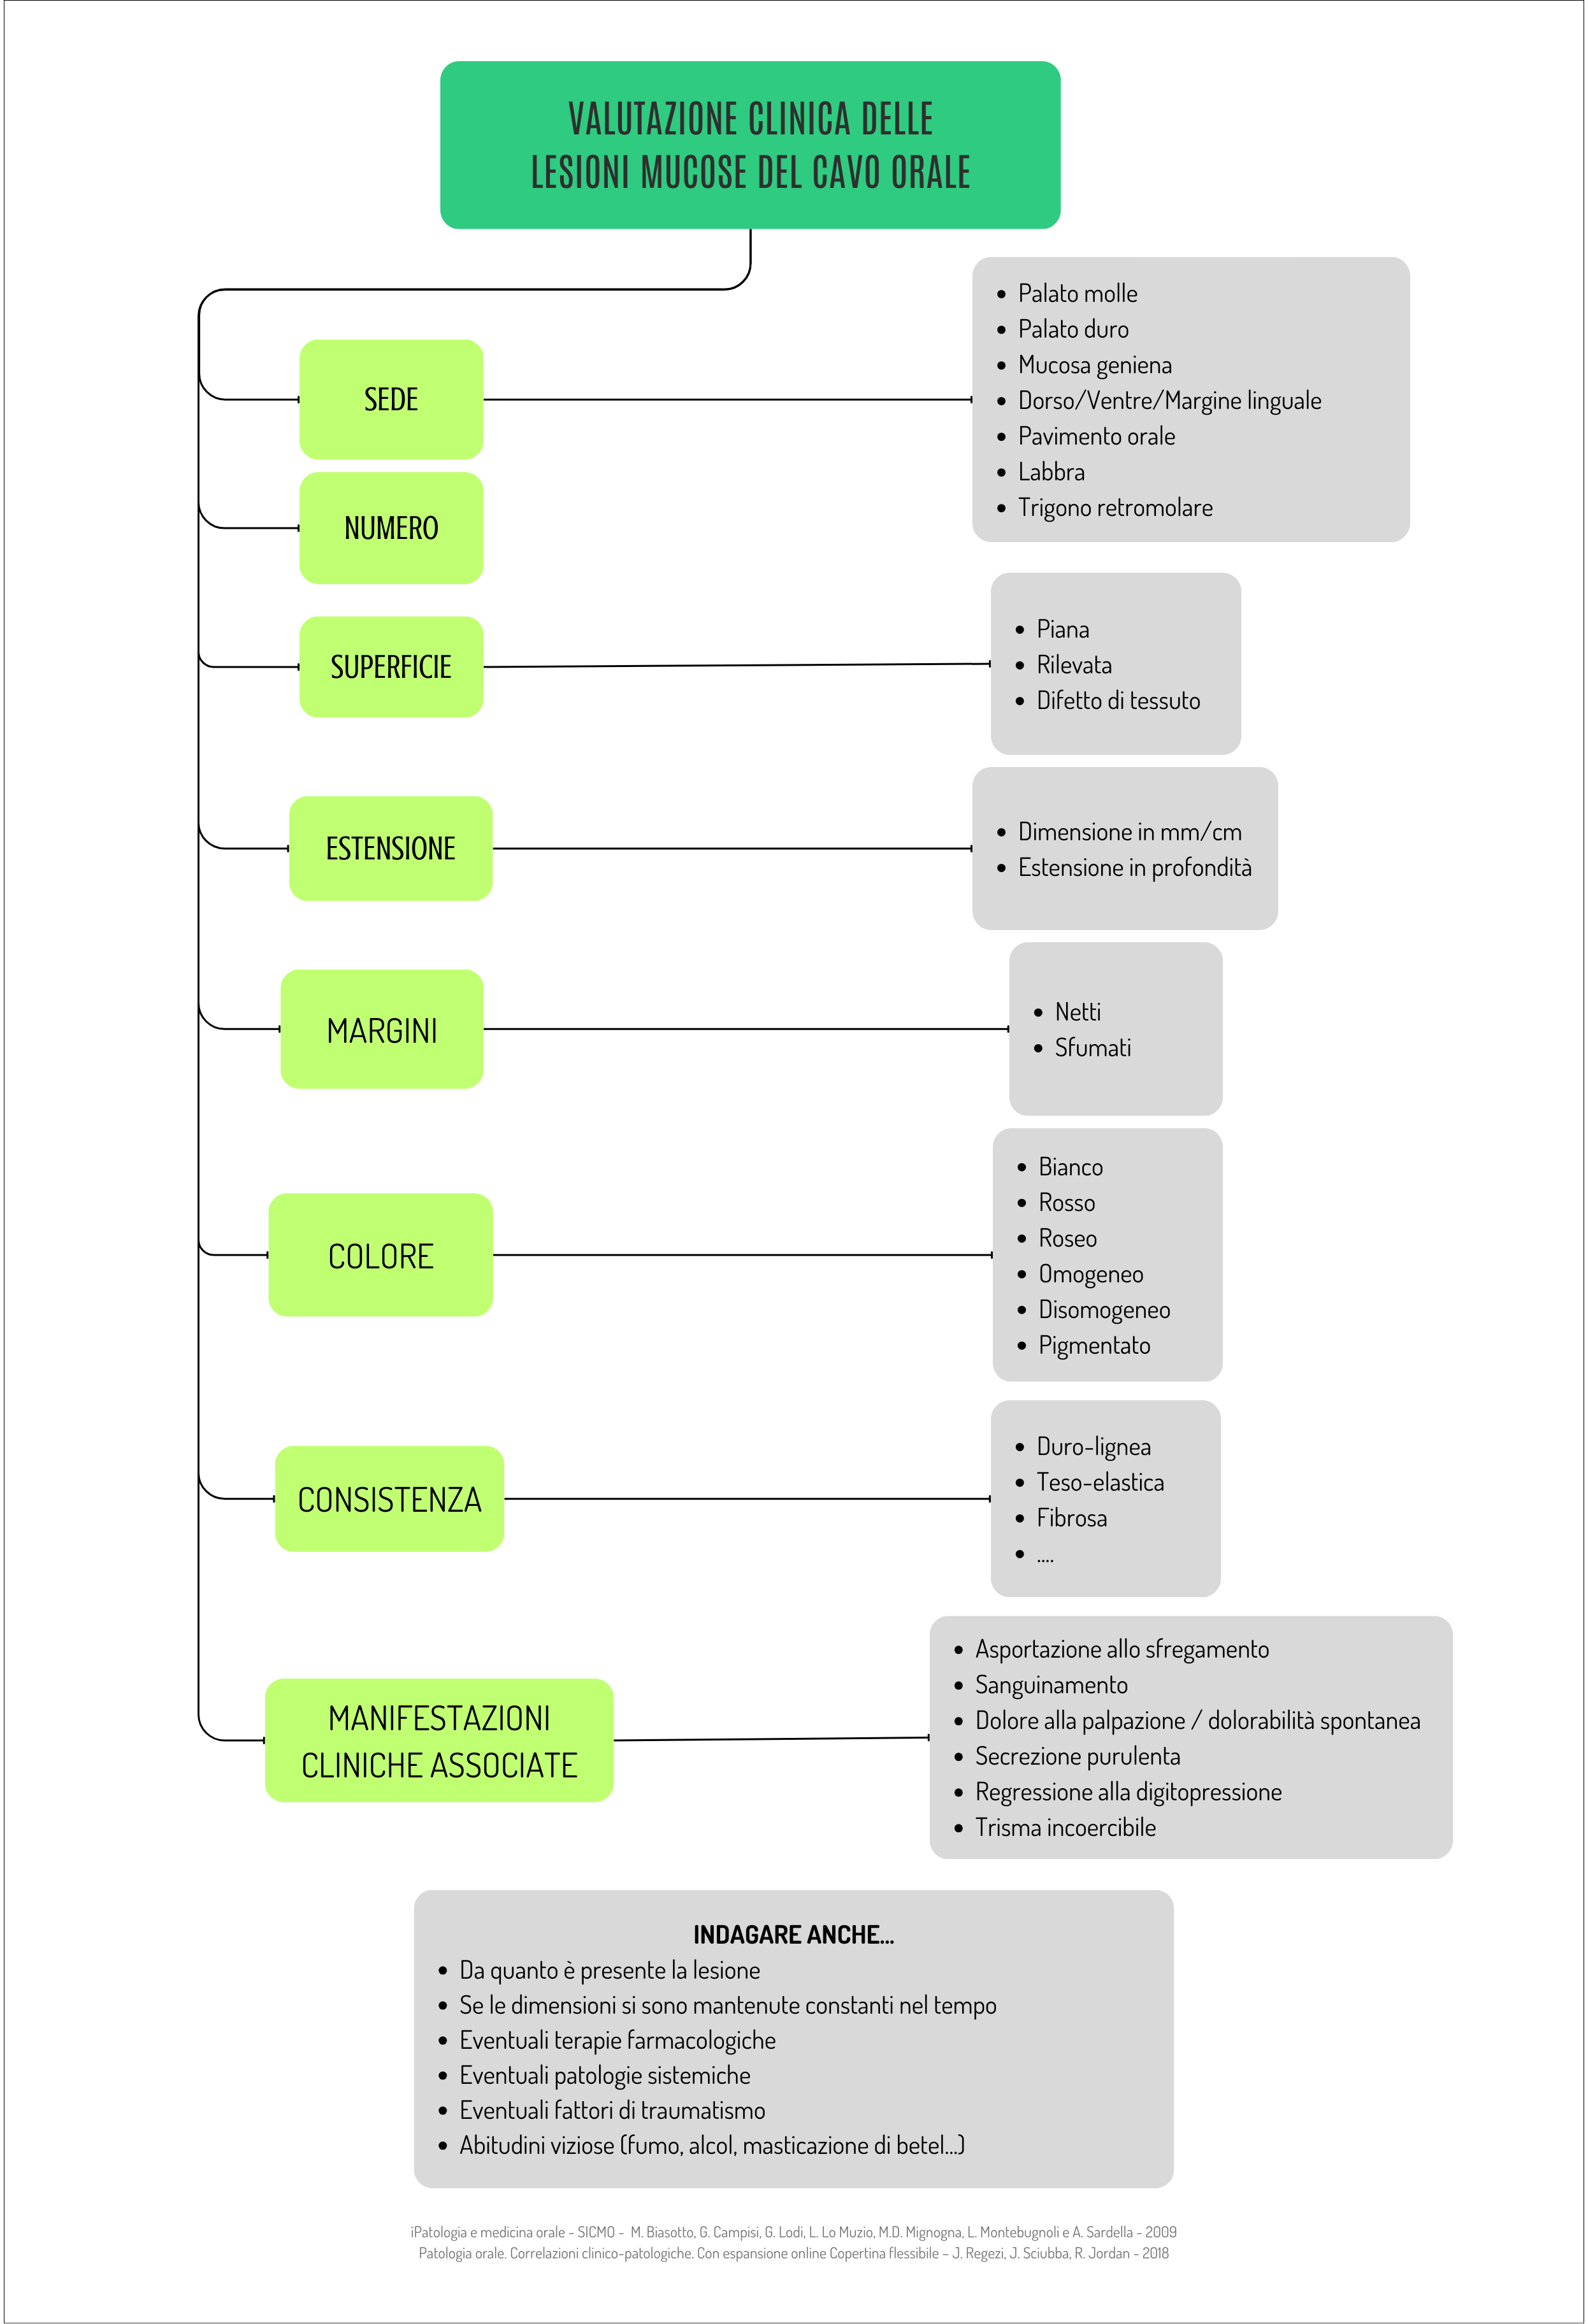 VALUTAZIONE CLINICA DELLE
LESIONI MUCOSE DEL CAVO ORALE
SEDE
• Palato molle
• Palato duro
• Mucosa geniena
• Dorso/Ventre/Margine linguale
• Pavimento orale
• Labbra
• Trigono retromolare
NUMERO
SUPERFICIE
• Piana
• Rilevata
• Difetto di tessuto
ESTENSIONE
• Dimensione in mm/cm
• Estensione in profondità
MARGINI
• Netti
• Sfumati
COLORE
• Bianco
• Rosso
• Roseo
• Omogeneo
• Disomogeneo
• Pigmentato
CONSISTENZA
• Duro-lignea
• Teso-elastica
• Fibrosa
• ....
MANIFESTAZIONI
CLINICHE ASSOCIATE
• Asportazione allo sfregamento
• Sanguinamento
• Dolore alla palpazione / dolorabilità spontanea
• Secrezione purulenta
• Regressione alla digitopressione
• Trisma incoercibile
INDAGARE ANCHE...
• Da quanto è presente la lesione
• Se le dimensioni si sono mantenute constanti nel tempo
• Eventuali terapie farmacologiche
• Eventuali patologie sistemiche
• Eventuali fattori di traumatismo
• Abitudini viziose (fumo, alcol, masticazione di betel...)
iPatologia e medicina orale - SICMO - M. Biasotto, G. Campisi, G. Lodi, L. Lo Muzio, M.D. Mignogna, L. Montebugnoli e A. Sardella - 2009
Patologia orale. Correlazioni clinico-patologiche. Con espansione online Copertina flessibile – J. Regezi, J. Sciubba, R. Jordan - 2018